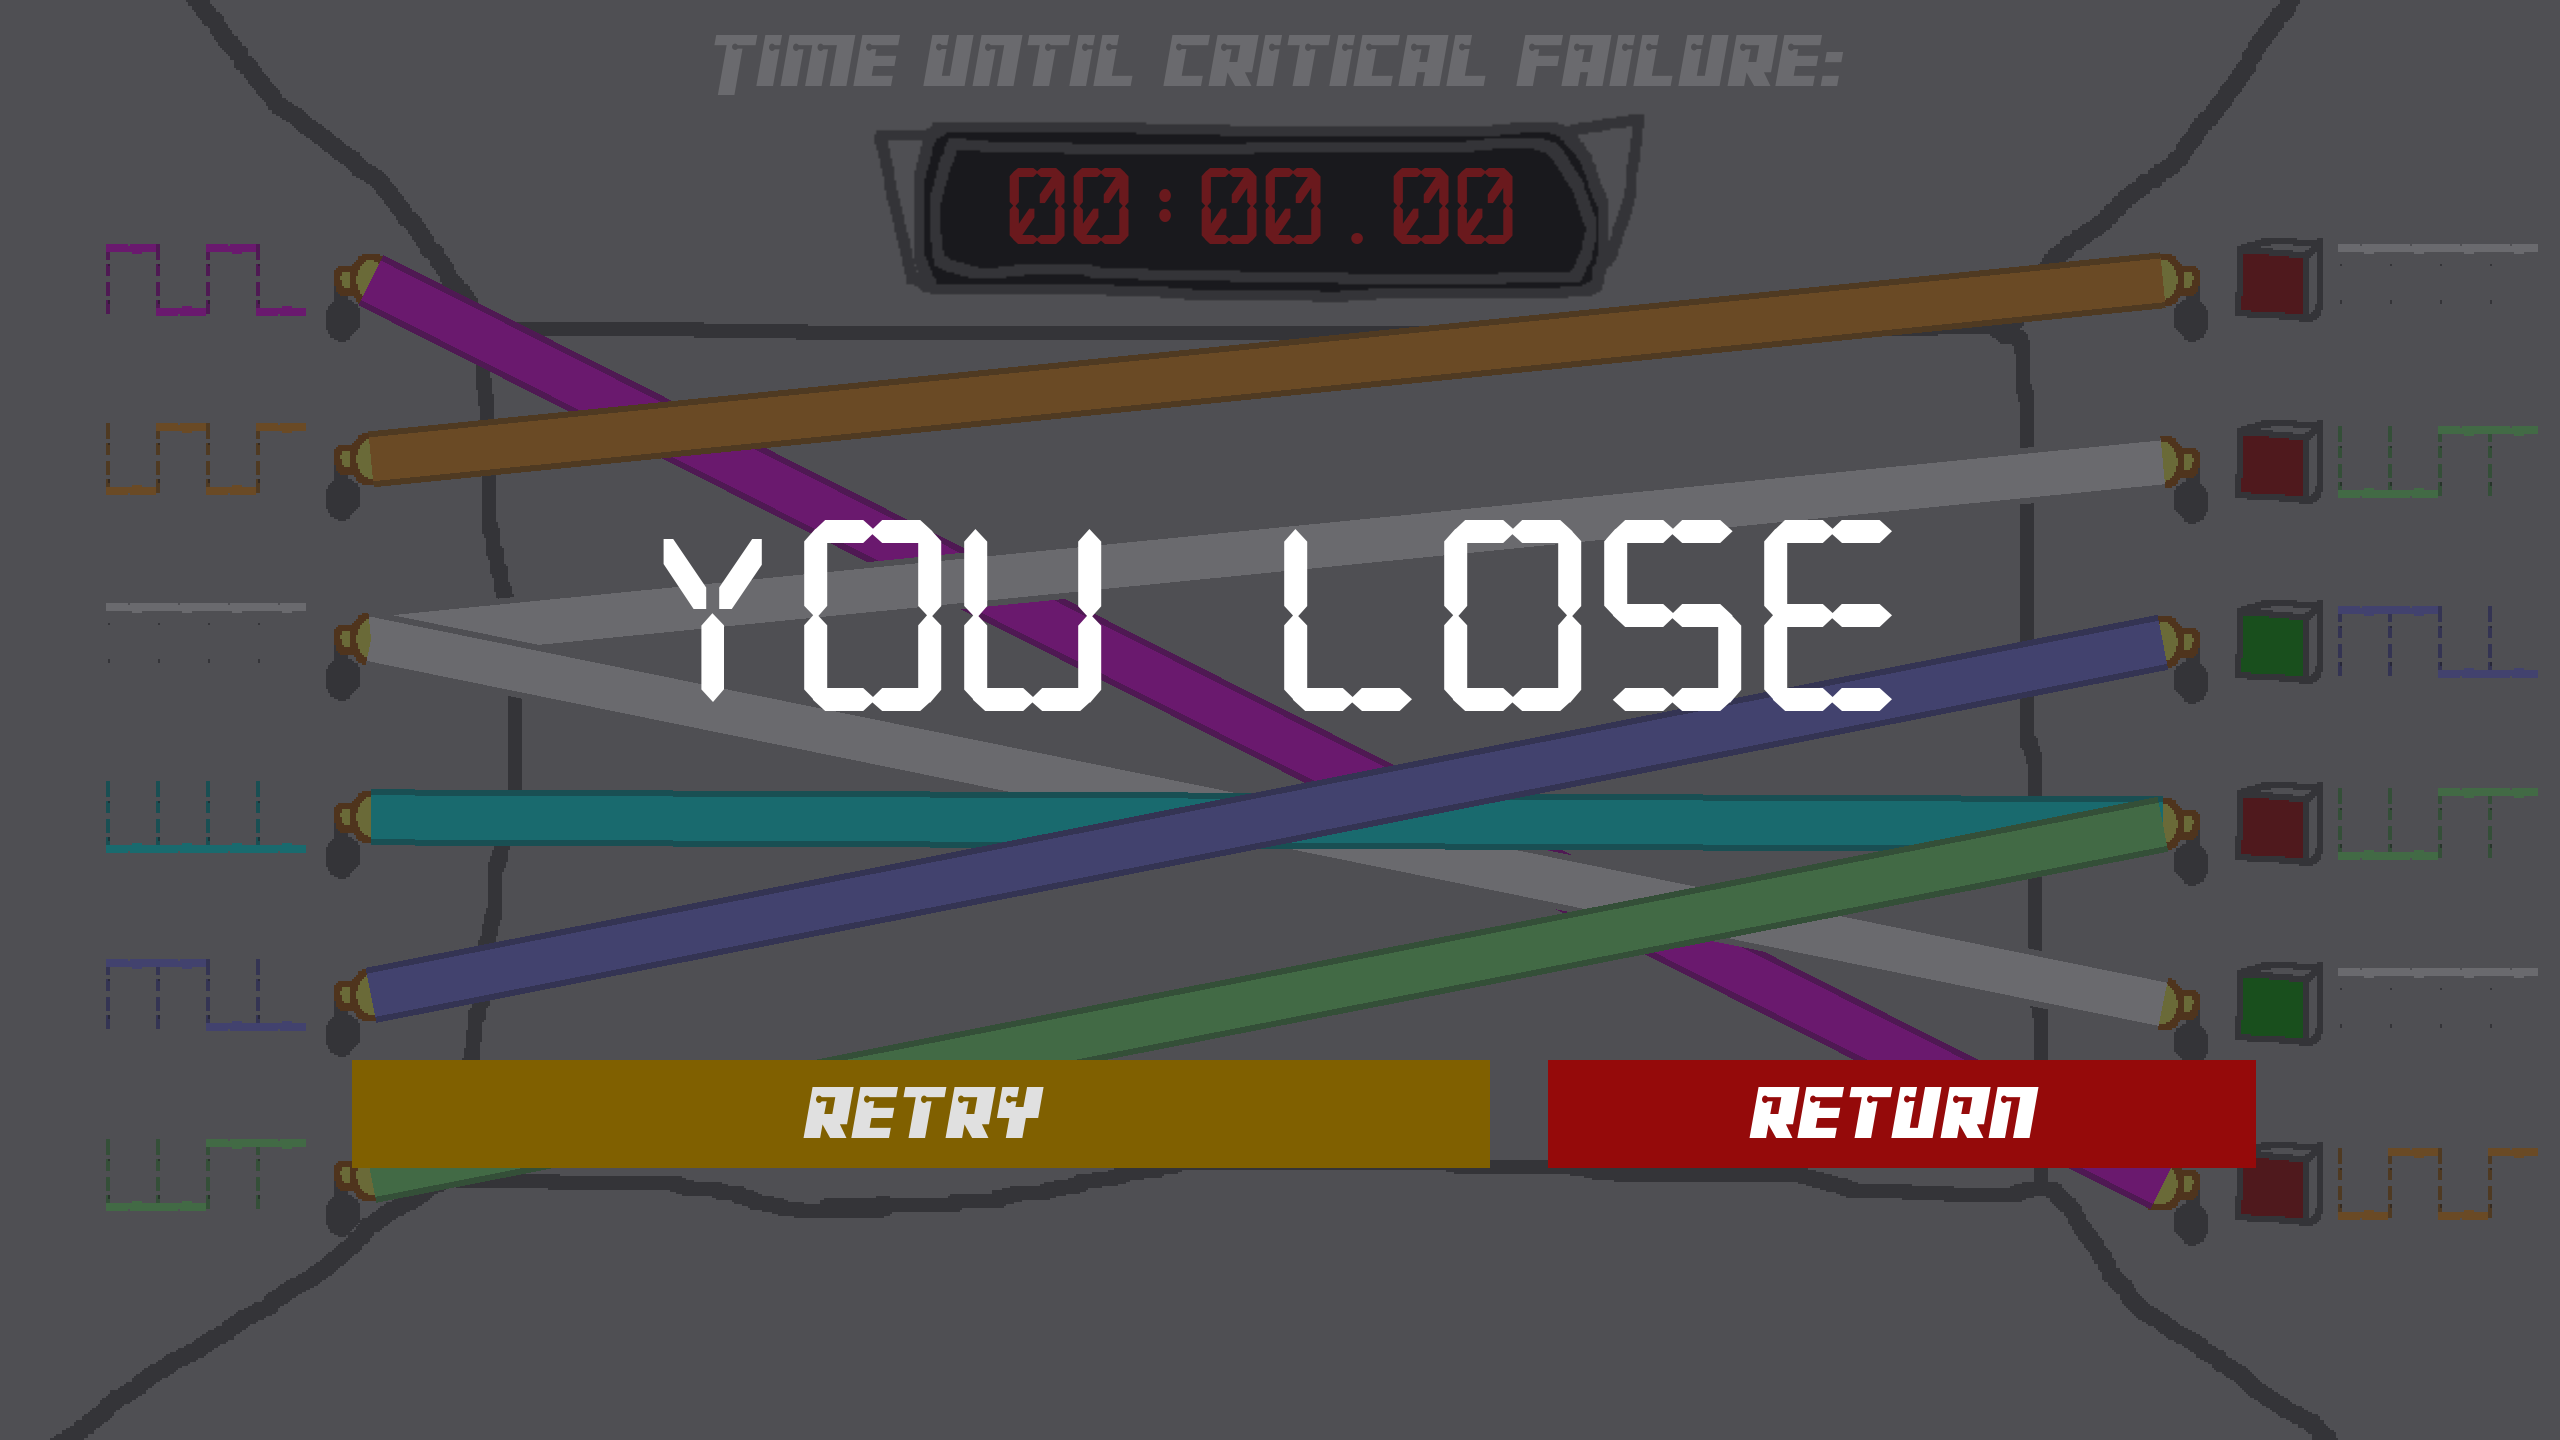 TIME UNTIL CRITICAL FAILURE:
00:00.00
YOU LOSE
RETRY
RETURN